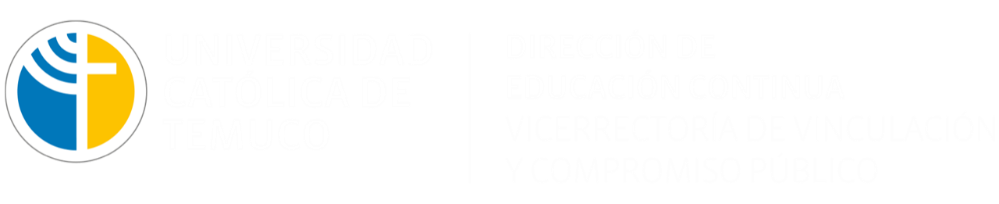 UNIVERSIDAD
CATÓLICA DE
TEMUCO
DIRECCIÓN DE
EDUCACIÓN CONTINUA
VICERRECTORÍA DE VINCULACIÓN
Y COMPROMISO PÚBLICO